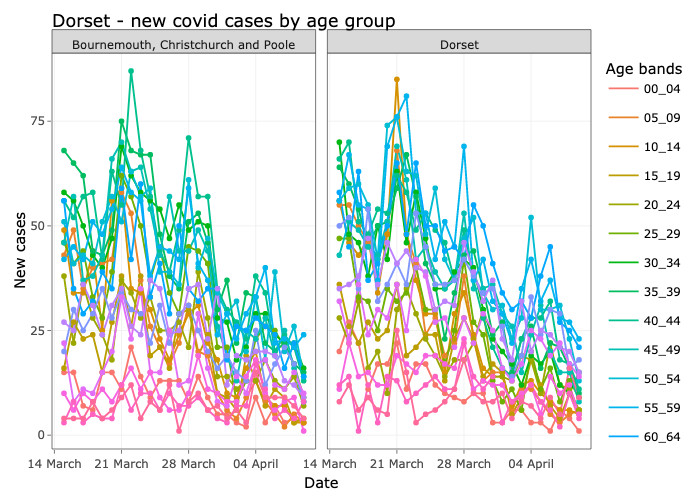 Dorset - new covid cases by age group
Bournemouth, Christchurch and Poole
Dorset
Age bands
00_04
05_09
10_14
15_19
20_24
25_29
30_34
35_39
40_44
45_49
50_54
55_59
60_64
New cases
75
50
25
0
14 March
21 March
28 March
04 April
14 March
21 March
28 March
04 April
Date